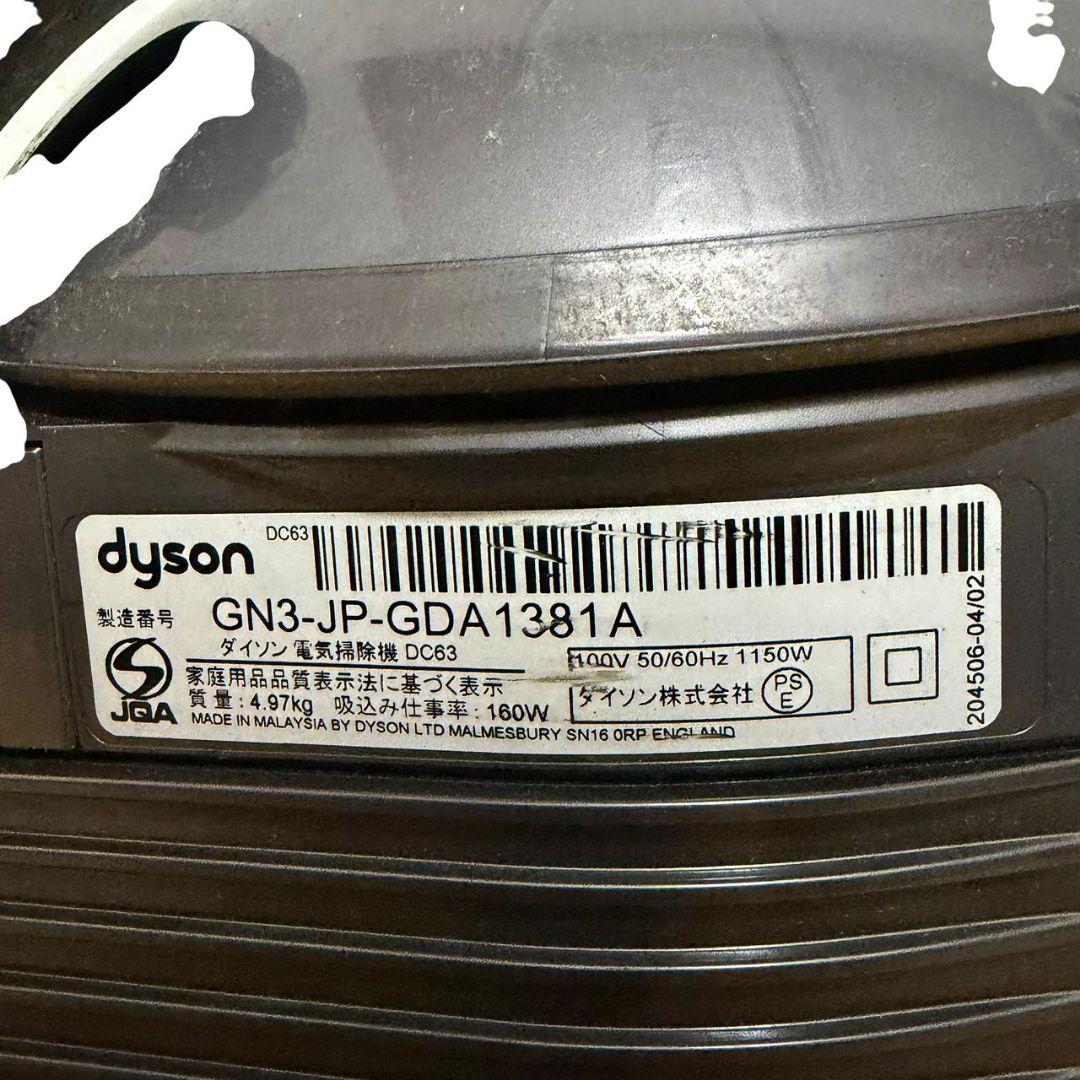 dyson
DC63
製造番号 GN3-JP-GDA1381A
ダイソン 電気掃除機 DC63
JQA
家庭用品品質表示法に基づく表示
質量:4.97kg 吸込み仕事率:160W
MADE IN MALAYSIA BY DYSON LTD MALMESBURY SN16 0RP ENGLAND
100V 50/60Hz 1150W
ダイソン株式会社 PSE
204506-04/02